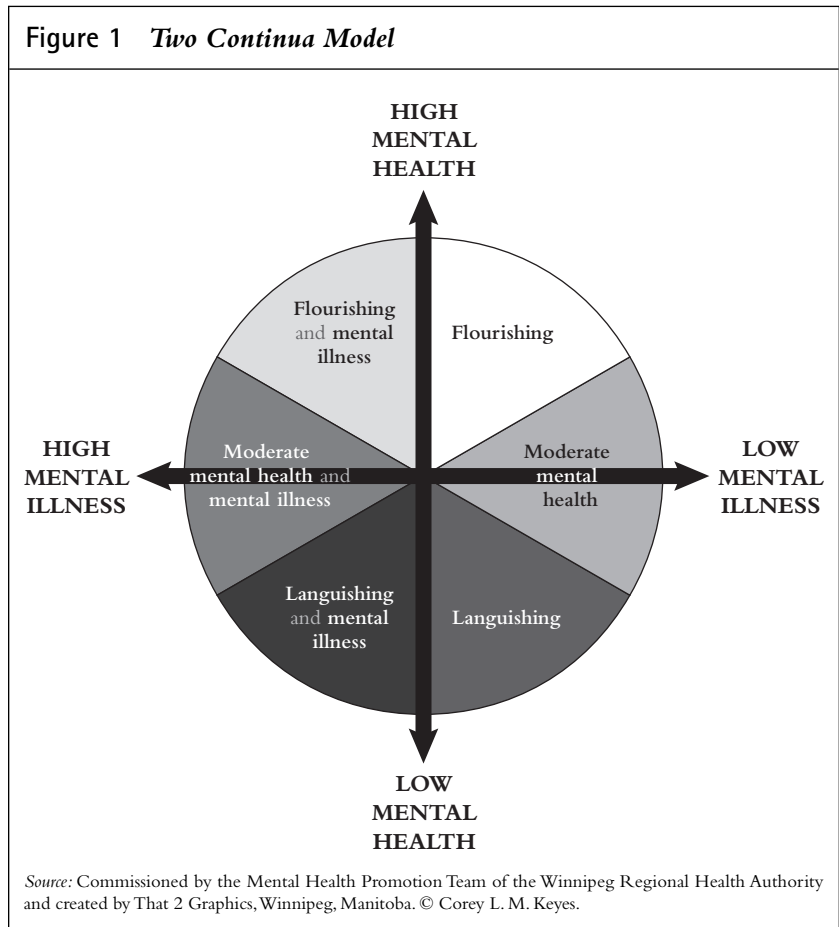 Figure 1 Two Continua Model
HIGH
MENTAL
HEALTH
Flourishing
and mental
illness
Flourishing
HIGH
MENTAL
ILLNESS
Moderate
mental health and
mental illness
Moderate
mental
health
LOW
MENTAL
ILLNESS
Languishing
and mental
illness
Languishing
LOW
MENTAL
HEALTH
Source: Commissioned by the Mental Health Promotion Team of the Winnipeg Regional Health Authority
and created by That 2 Graphics, Winnipeg, Manitoba. © Corey L. M. Keyes.